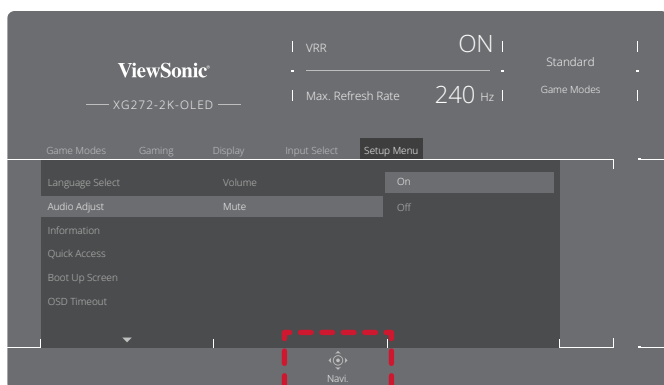 ViewSonic®
XG272-2K-OLED
VRR ON
Max. Refresh Rate 240 Hz
Standard
Game Modes
Game Modes Gaming Display Input Select Setup Menu
Language Select Volume On
Audio Adjust Mute Off
Information
Quick Access
Boot Up Screen
OSD Timeout
Navi.